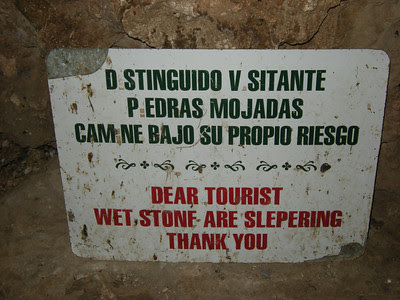 D STINGUIDO V SITANTE
P EDRAS MOJADAS
CAM NE BAJO SU PROPIO RIESGO
DEAR TOURIST
WET STONE ARE SLEPERING
THANK YOU